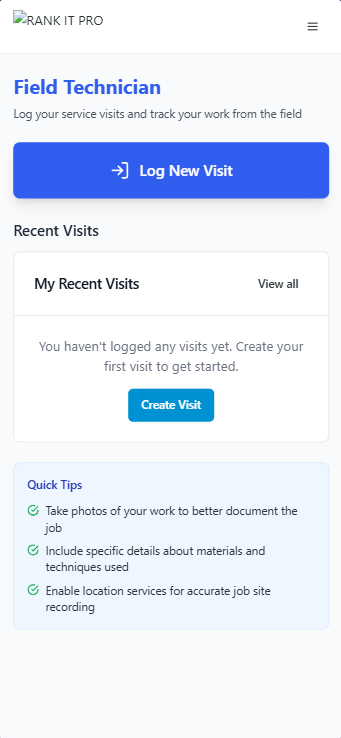 RANK IT PRO
Field Technician
Log your service visits and track your work from the field
Log New Visit
Recent Visits
My Recent Visits
View all
You haven't logged any visits yet. Create your
first visit to get started.
Create Visit
Quick Tips
Take photos of your work to better document the
job
Include specific details about materials and
techniques used
Enable location services for accurate job site
recording